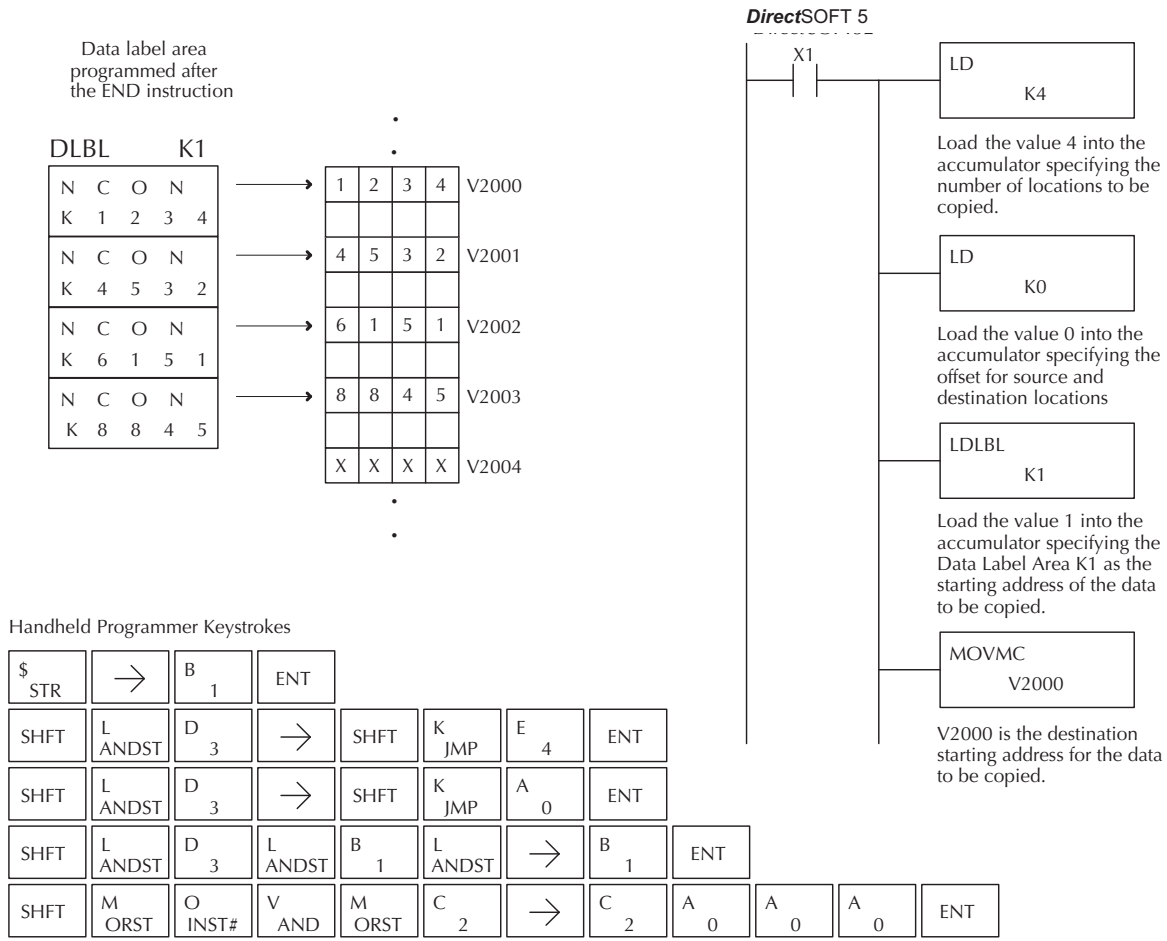 Data label area
programmed after
the END instruction
DLBL K1
N C O N
K 1 2 3 4
N C O N
K 4 5 3 2
N C O N
K 6 1 5 1
N C O N
K 8 8 4 5
1 2 3 4 V2000
4 5 3 2 V2001
6 1 5 1 V2002
8 8 4 5 V2003
X X X X V2004
DirectSOFT 5
X1
LD
K4
Load the value 4 into the
accumulator specifying the
number of locations to be
copied.
LD
K0
Load the value 0 into the
accumulator specifying the
offset for source and
destination locations
LDLBL
K1
Load the value 1 into the
accumulator specifying the
Data Label Area K1 as the
starting address of the data
to be copied.
MOVMC
V2000
V2000 is the destination
starting address for the data
to be copied.
Handheld Programmer Keystrokes
$ STR → B 1 ENT
SHFT L ANDST D 3 → SHFT K JMP E 4 ENT
SHFT L ANDST D 3 → SHFT K JMP A 0 ENT
SHFT L ANDST D 3 L ANDST B 1 L ANDST → B 1 ENT
SHFT M ORST O INST# V AND M ORST C 2 → C 2 A 0 A 0 A 0 ENT